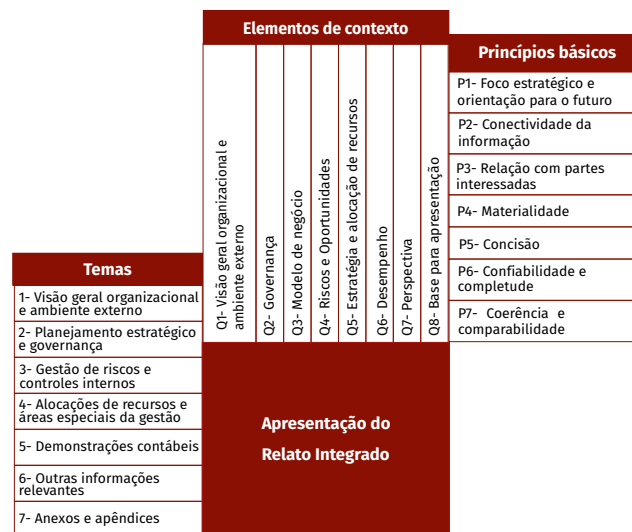 Elementos de contexto
Q1- Visão geral organizacional e
ambiente externo
Q2- Governança
Q3- Modelo de negócio
Q4- Riscos e Oportunidades
Q5- Estratégia e alocação de recursos
Q6- Desempenho
Q7- Perspectiva
Q8- Base para apresentação
Princípios básicos
P1- Foco estratégico e
orientação para o futuro
P2- Conectividade da
informação
P3- Relação com partes
interessadas
P4- Materialidade
P5- Concisão
P6- Confiabilidade e
completude
P7- Coerência e
comparabilidade
Temas
1- Visão geral organizacional
e ambiente externo
2- Planejamento estratégico
e governança
3- Gestão de riscos e
controles internos
4- Alocações de recursos e
áreas especiais da gestão
5- Demonstrações contábeis
6- Outras informações
relevantes
7- Anexos e apêndices
Apresentação do
Relato Integrado